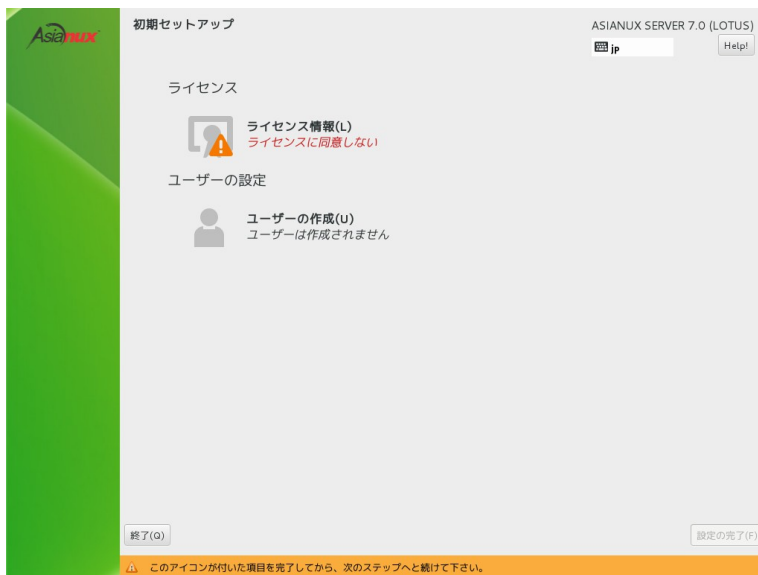 Asianux
初期セットアップ
ASIANUX SERVER 7.0 (LOTUS)
jp
Help!
ライセンス
ライセンス情報(L)
ライセンスに同意しない
ユーザーの設定
ユーザーの作成(U)
ユーザーは作成されません
終了(Q)
設定の完了(F)
このアイコンが付いた項目を完了してから、次のステップへと続けて下さい。